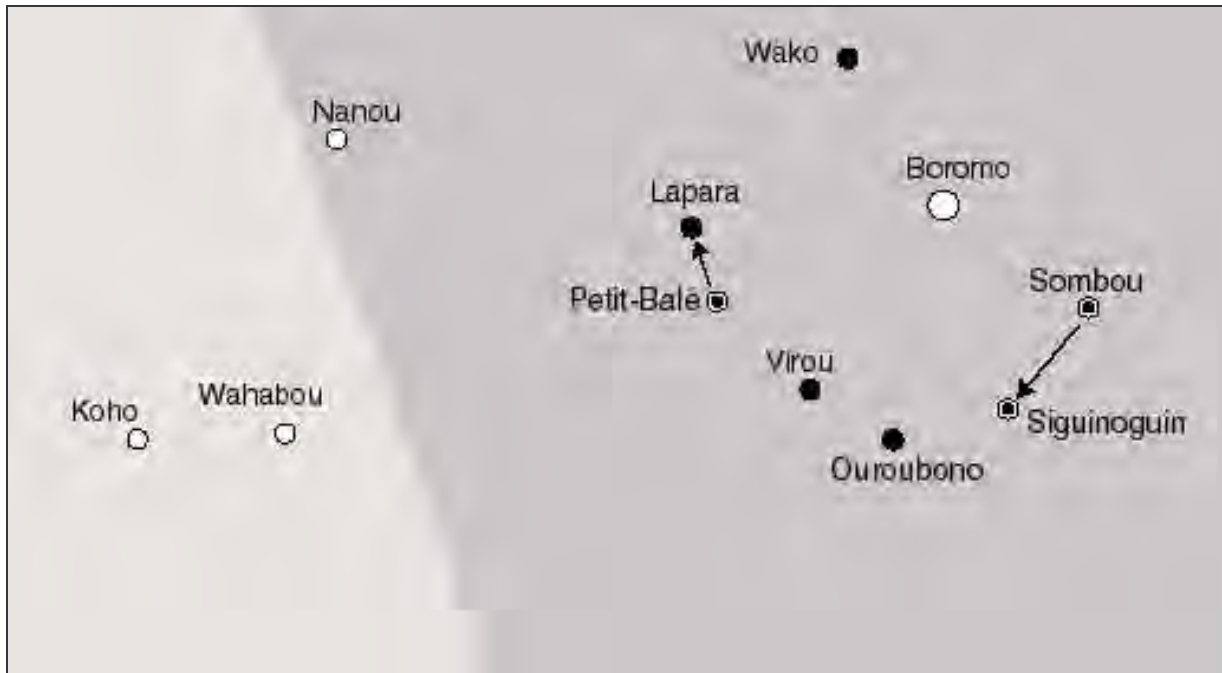 Wako
Nanou
Boromo
Lapara
Sombou
Petit-Balé
Virou
Wahabou
Koho
Siguinoguin
Ouroubono